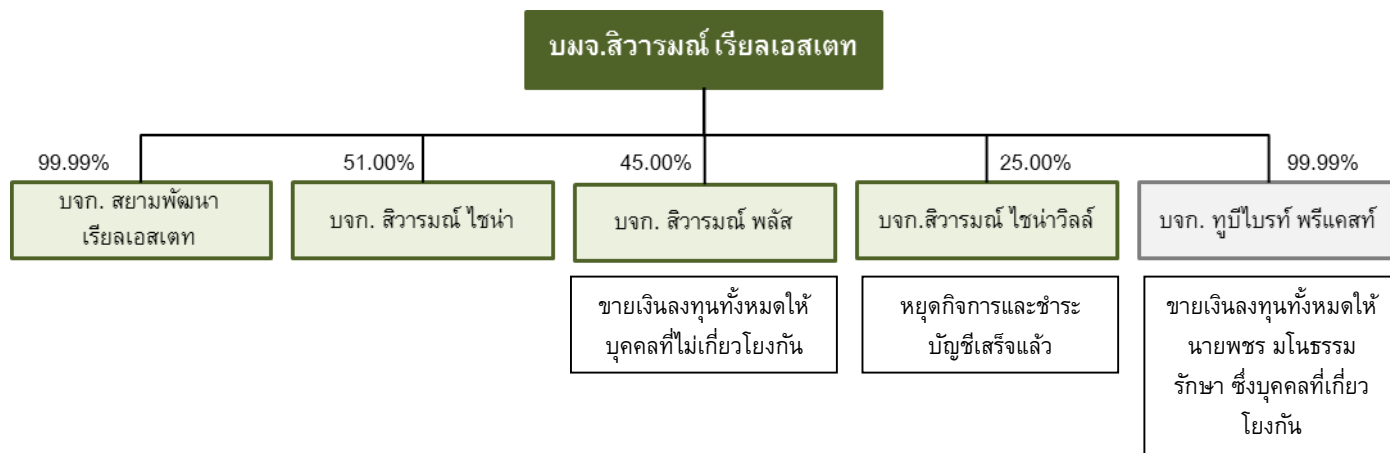 บมจ.สิวารมณ์ เรียลเอสเตท
99.99%
51.00%
45.00%
25.00%
99.99%
บจก. สยามพัฒนา
เรียลเอสเตท
บจก. สิวารมณ์ ไชน่า
บจก. สิวารมณ์ พลัส
บจก.สิวารมณ์ ไชน่าวิลล์
บจก. ทูบีไบรท์ พรีแคสท์
ขายเงินลงทุนทั้งหมดให้
บุคคลที่ไม่เกี่ยวโยงกัน
หยุดกิจการและชำระ
บัญชีเสร็จแล้ว
ขายเงินลงทุนทั้งหมดให้
นายพชร มโนธรรม
รักษา ซึ่งบุคคลที่เกี่ยว
โยงกัน